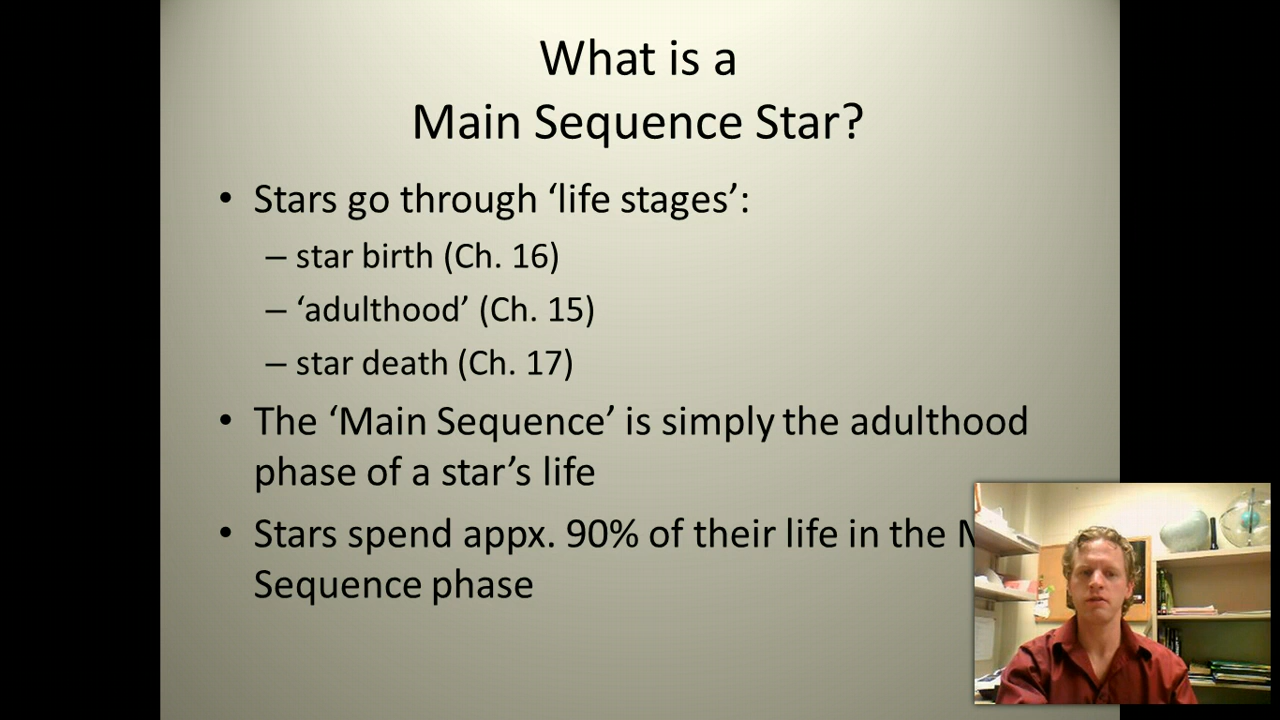 What is a
Main Sequence Star?
• Stars go through ‘life stages’:
– star birth (Ch. 16)
– ‘adulthood’ (Ch. 15)
– star death (Ch. 17)
• The ‘Main Sequence’ is simply the adulthood
phase of a star’s life
• Stars spend appx. 90% of their life in the
Sequence phase